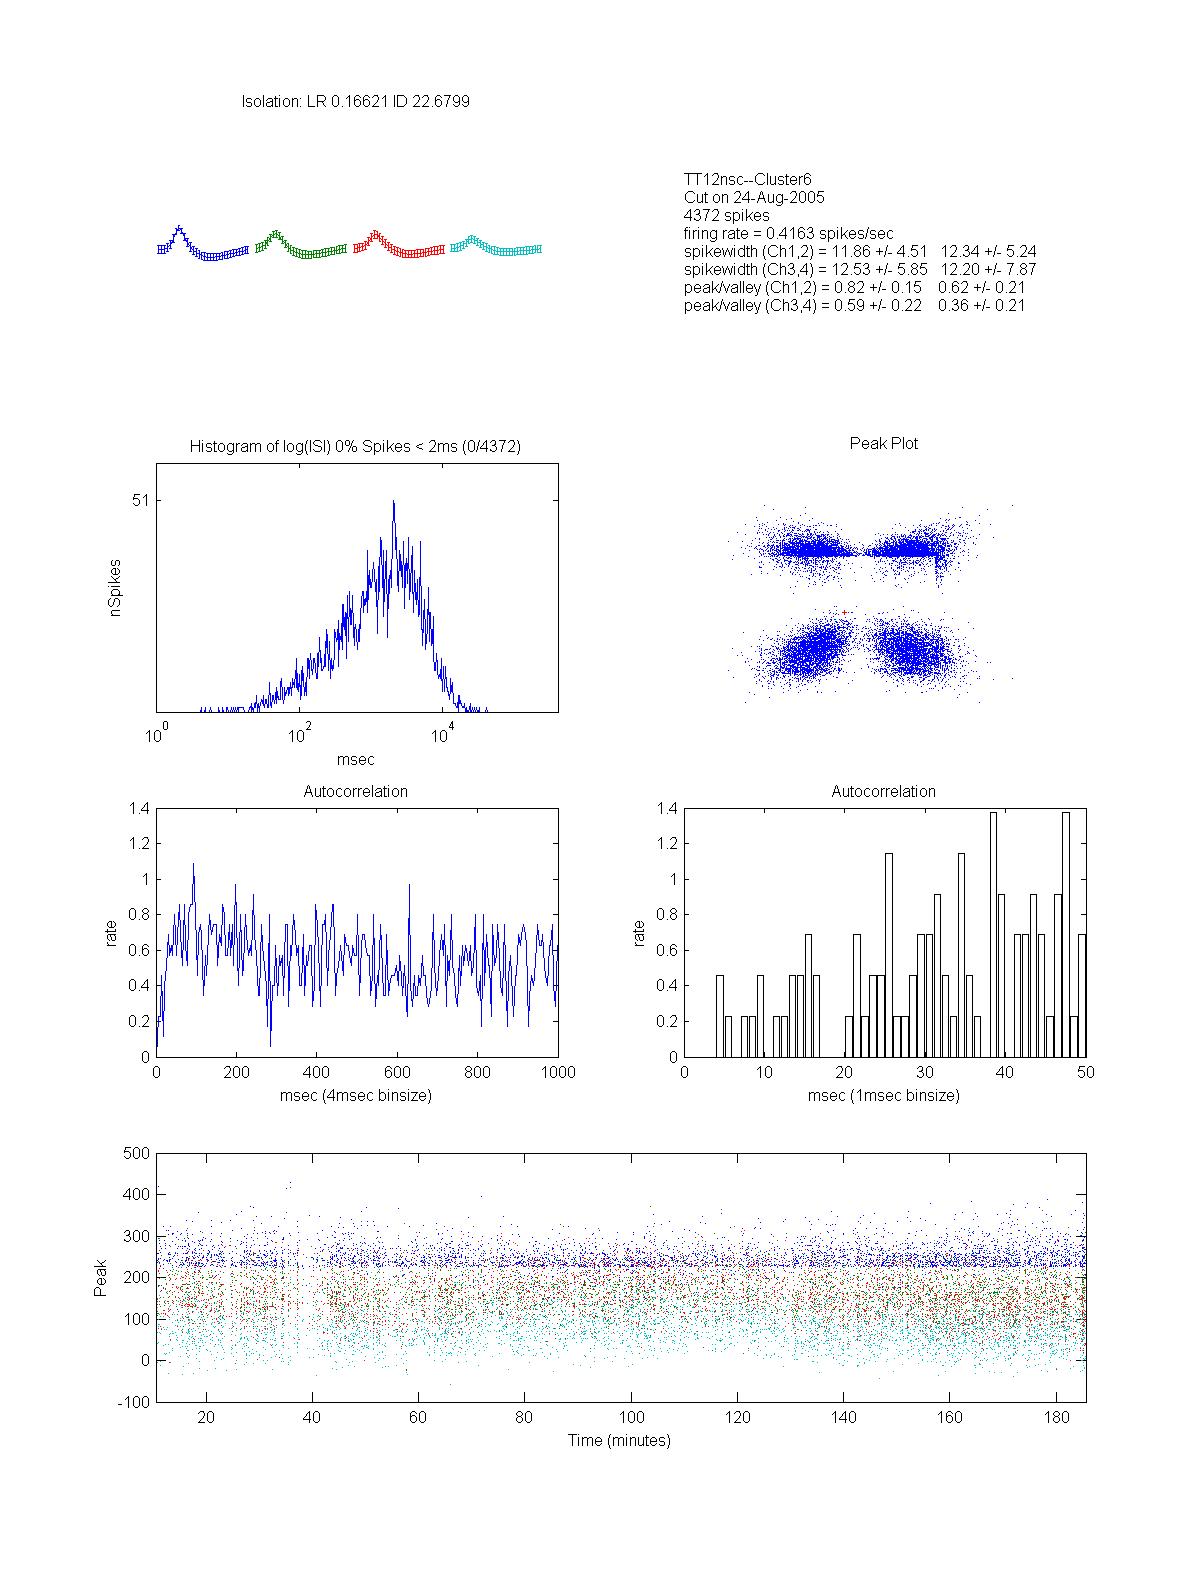 Isolation: LR 0.16621 ID 22.6799
TT12nsc--Cluster6
Cut on 24-Aug-2005
4372 spikes
firing rate = 0.4163 spikes/sec
spikewidth (Ch1,2) = 11.86 +/- 4.51 12.34 +/- 5.24
spikewidth (Ch3,4) = 12.53 +/- 5.85 12.20 +/- 7.87
peak/valley (Ch1,2) = 0.82 +/- 0.15 0.62 +/- 0.21
peak/valley (Ch3,4) = 0.59 +/- 0.22 0.36 +/- 0.21
Histogram of log(ISI) 0% Spikes < 2ms (0/4372)
51
nSpikes
10^0 10^2 10^4
msec
Peak Plot
Autocorrelation
1.4
1.2
1
0.8
0.6
0.4
0.2
0
rate
0 200 400 600 800 1000
msec (4msec binsize)
Autocorrelation
1.4
1.2
1
0.8
0.6
0.4
0.2
0
rate
0 10 20 30 40 50
msec (1msec binsize)
500
400
300
200
100
0
-100
Peak
20 40 60 80 100 120 140 160 180
Time (minutes)